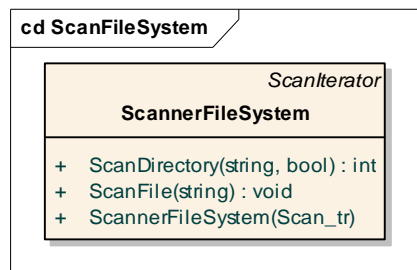 cd ScanFileSystem
ScanIterator
ScannerFileSystem
+ ScanDirectory(string, bool) : int
+ ScanFile(string) : void
+ ScannerFileSystem(Scan_tr)